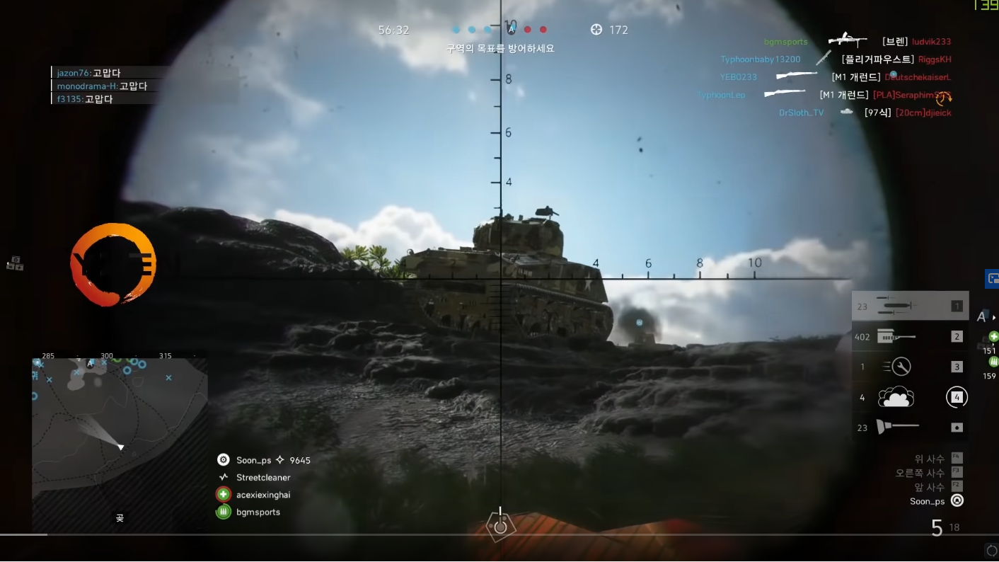 139
56:32
A
172
구역의 목표를 방어하세요
bgmsports [브렌] ludvik233
Typhoonbaby13200 [플리거파우스트] RiggsKH
YEBO233 [M1 개런드] DeutschekaiserL
TyphoonLeo [M1 개런드]
DrSloth_TV [97식] [20cm]djieick
jazon76:고맙다
monodrama-H:고맙다
f3135:고맙다
10
8
6
4
2
4
6
8
10
23 1
402 2
1 3
4 4
23
A
151
159
285 300 315
A
곶
Soon_ps 9645
Streetcleaner
acexiexinghai
bgmsports
위 사수 F4
오른쪽 사수 F3
앞 사수 F2
Soon_ps
5 18